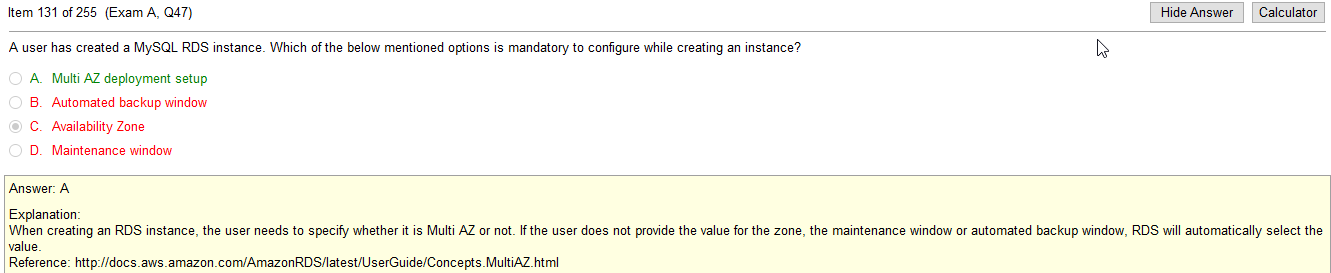 Item 131 of 255 (Exam A, Q47)
Hide Answer
Calculator
A user has created a MySQL RDS instance. Which of the below mentioned options is mandatory to configure while creating an instance?
A. Multi AZ deployment setup
B. Automated backup window
C. Availability Zone
D. Maintenance window
Answer: A
Explanation:
When creating an RDS instance, the user needs to specify whether it is Multi AZ or not. If the user does not provide the value for the zone, the maintenance window or automated backup window, RDS will automatically select the
value.
Reference: http://docs.aws.amazon.com/AmazonRDS/latest/UserGuide/Concepts.MultiAZ.html